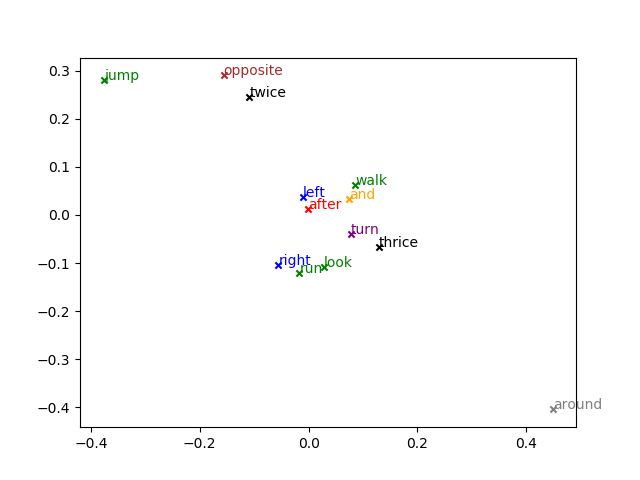 0.3
0.2
0.1
0.0
−0.1
−0.2
−0.3
−0.4
jump
opposite
twice
walk
left
and
after
turn
thrice
right
run
look
around
−0.4 −0.2 0.0 0.2 0.4